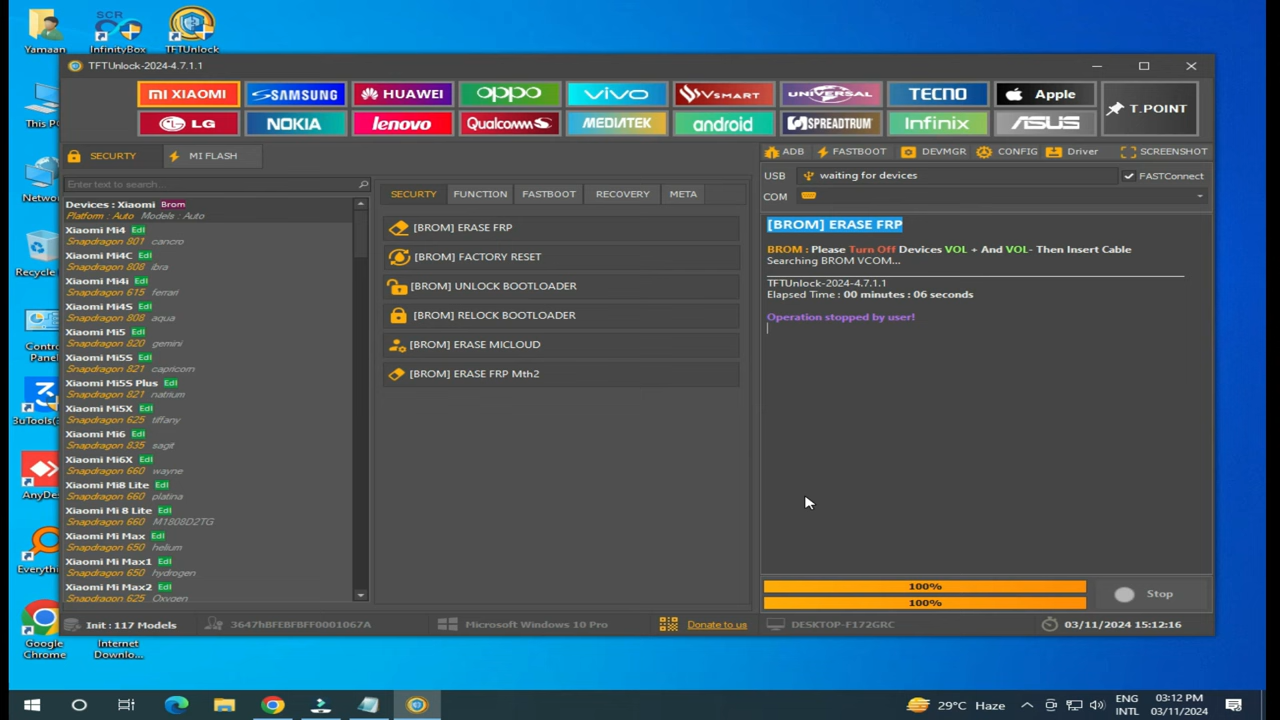 SCR
Yamaan
InfinityBox
TFTUnlock
This P
Networ
Recycle
Contr
Panel
3uTools(
AnyDes
Everythi
Google
Chrome
Internet
Downlo...
TFTUnlock-2024-4.7.1.1
MI XIAOMI
SAMSUNG
HUAWEI
oppo
vivo
VSMART
UNIVERSAL
TECNO
Apple
T.POINT
LG
NOKIA
lenovo
Qualcomm
MEDIATEK
android
SPREADTRUM
Infinix
ASUS
SECURTY
MI FLASH
Enter text to search...
Devices : Xiaomi Brom
Platform : Auto Models : Auto
Xiaomi Mi4 Edl
Snapdragon 801 cancro
Xiaomi Mi4C Edl
Snapdragon 808 ibra
Xiaomi Mi4i Edl
Snapdragon 615 ferrari
Xiaomi Mi4S Edl
Snapdragon 808 aqua
Xiaomi Mi5 Edl
Snapdragon 820 gemini
Xiaomi Mi5S Edl
Snapdragon 821 capricorn
Xiaomi Mi5S Plus Edl
Snapdragon 821 natrium
Xiaomi Mi5X Edl
Snapdragon 625 tiffany
Xiaomi Mi6 Edl
Snapdragon 835 sagit
Xiaomi Mi6X Edl
Snapdragon 660 wayne
Xiaomi Mi8 Lite Edl
Snapdragon 660 platina
Xiaomi Mi 8 Lite Edl
Snapdragon 660 M1808D2TG
Xiaomi Mi Max Edl
Snapdragon 650 helium
Xiaomi Mi Max1 Edl
Snapdragon 650 hydrogen
Xiaomi Mi Max2 Edl
Snapdragon 625 Oxygen
SECURTY
FUNCTION
FASTBOOT
RECOVERY
META
[BROM] ERASE FRP
[BROM] FACTORY RESET
[BROM] UNLOCK BOOTLOADER
[BROM] RELOCK BOOTLOADER
[BROM] ERASE MICLOUD
[BROM] ERASE FRP Mth2
ADB
FASTBOOT
DEVMGR
CONFIG
Driver
SCREENSHOT
USB
waiting for devices
FASTConnect
COM
[BROM] ERASE FRP
BROM : Please Turn Off Devices VOL + And VOL- Then Insert Cable
Searching BROM VCOM...
TFTUnlock-2024-4.7.1.1
Elapsed Time : 00 minutes : 06 seconds
Operation stopped by user!
100%
100%
Stop
Init : 117 Models
3647hBFEBFBFF0001067A
Microsoft Windows 10 Pro
Donate to us
DESKTOP-F172GRC
03/11/2024 15:12:16
29°C Haze
ENG
INTL
03:12 PM
03/11/2024